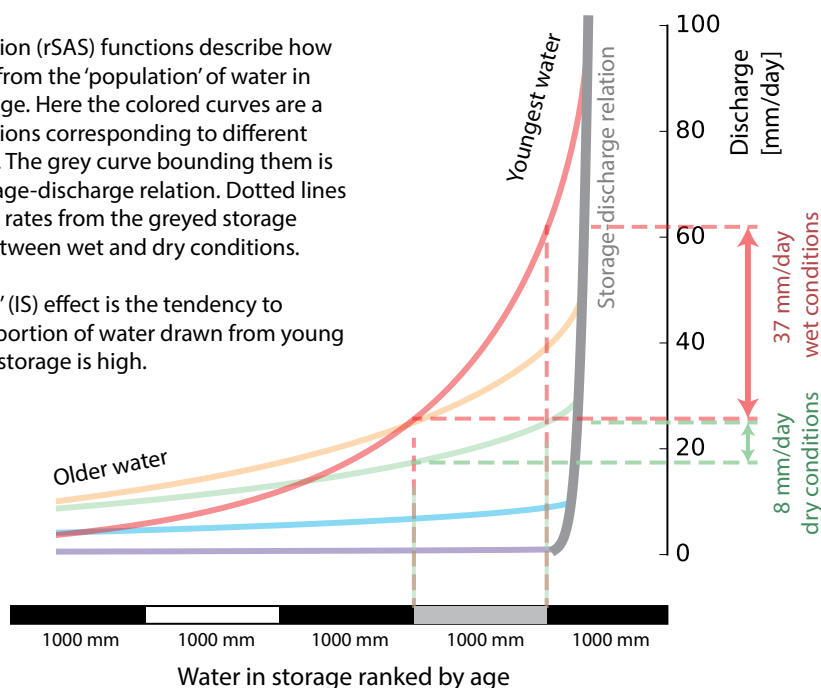 ion (rSAS) functions describe how
from the ‘population’ of water in
ge. Here the colored curves are a
ions corresponding to different
. The grey curve bounding them is
age-discharge relation. Dotted lines
rates from the greyed storage
etween wet and dry conditions.
’ (IS) effect is the tendency to
portion of water drawn from young
storage is high.
Older water
Youngest water
Storage-discharge relation
100
80
60
40
20
0
Discharge
[mm/day]
37 mm/day
wet conditions
8 mm/day
dry conditions
1000 mm
1000 mm
1000 mm
1000 mm
1000 mm
Water in storage ranked by age